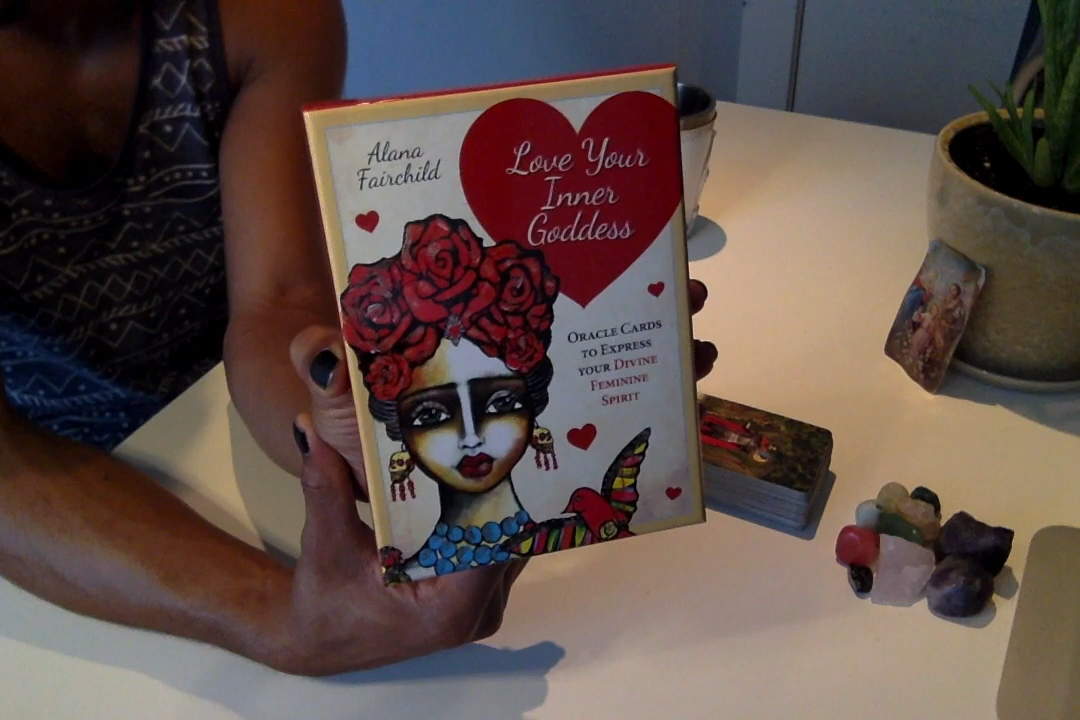 Alana
Fairchild
Love Your
Inner
Goddess
Oracle Cards
to Express
your Divine
Feminine
Spirit